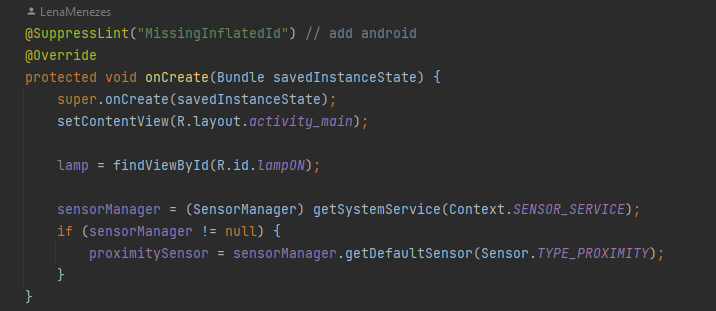 LenaMenezes
@SuppressLint("MissingInflatedId") // add android
@Override
protected void onCreate(Bundle savedInstanceState) {
super.onCreate(savedInstanceState);
setContentView(R.layout.activity_main);
lamp = findViewById(R.id.lampON);
sensorManager = (SensorManager) getSystemService(Context.SENSOR_SERVICE);
if (sensorManager != null) {
proximitySensor = sensorManager.getDefaultSensor(Sensor.TYPE_PROXIMITY);
}
}